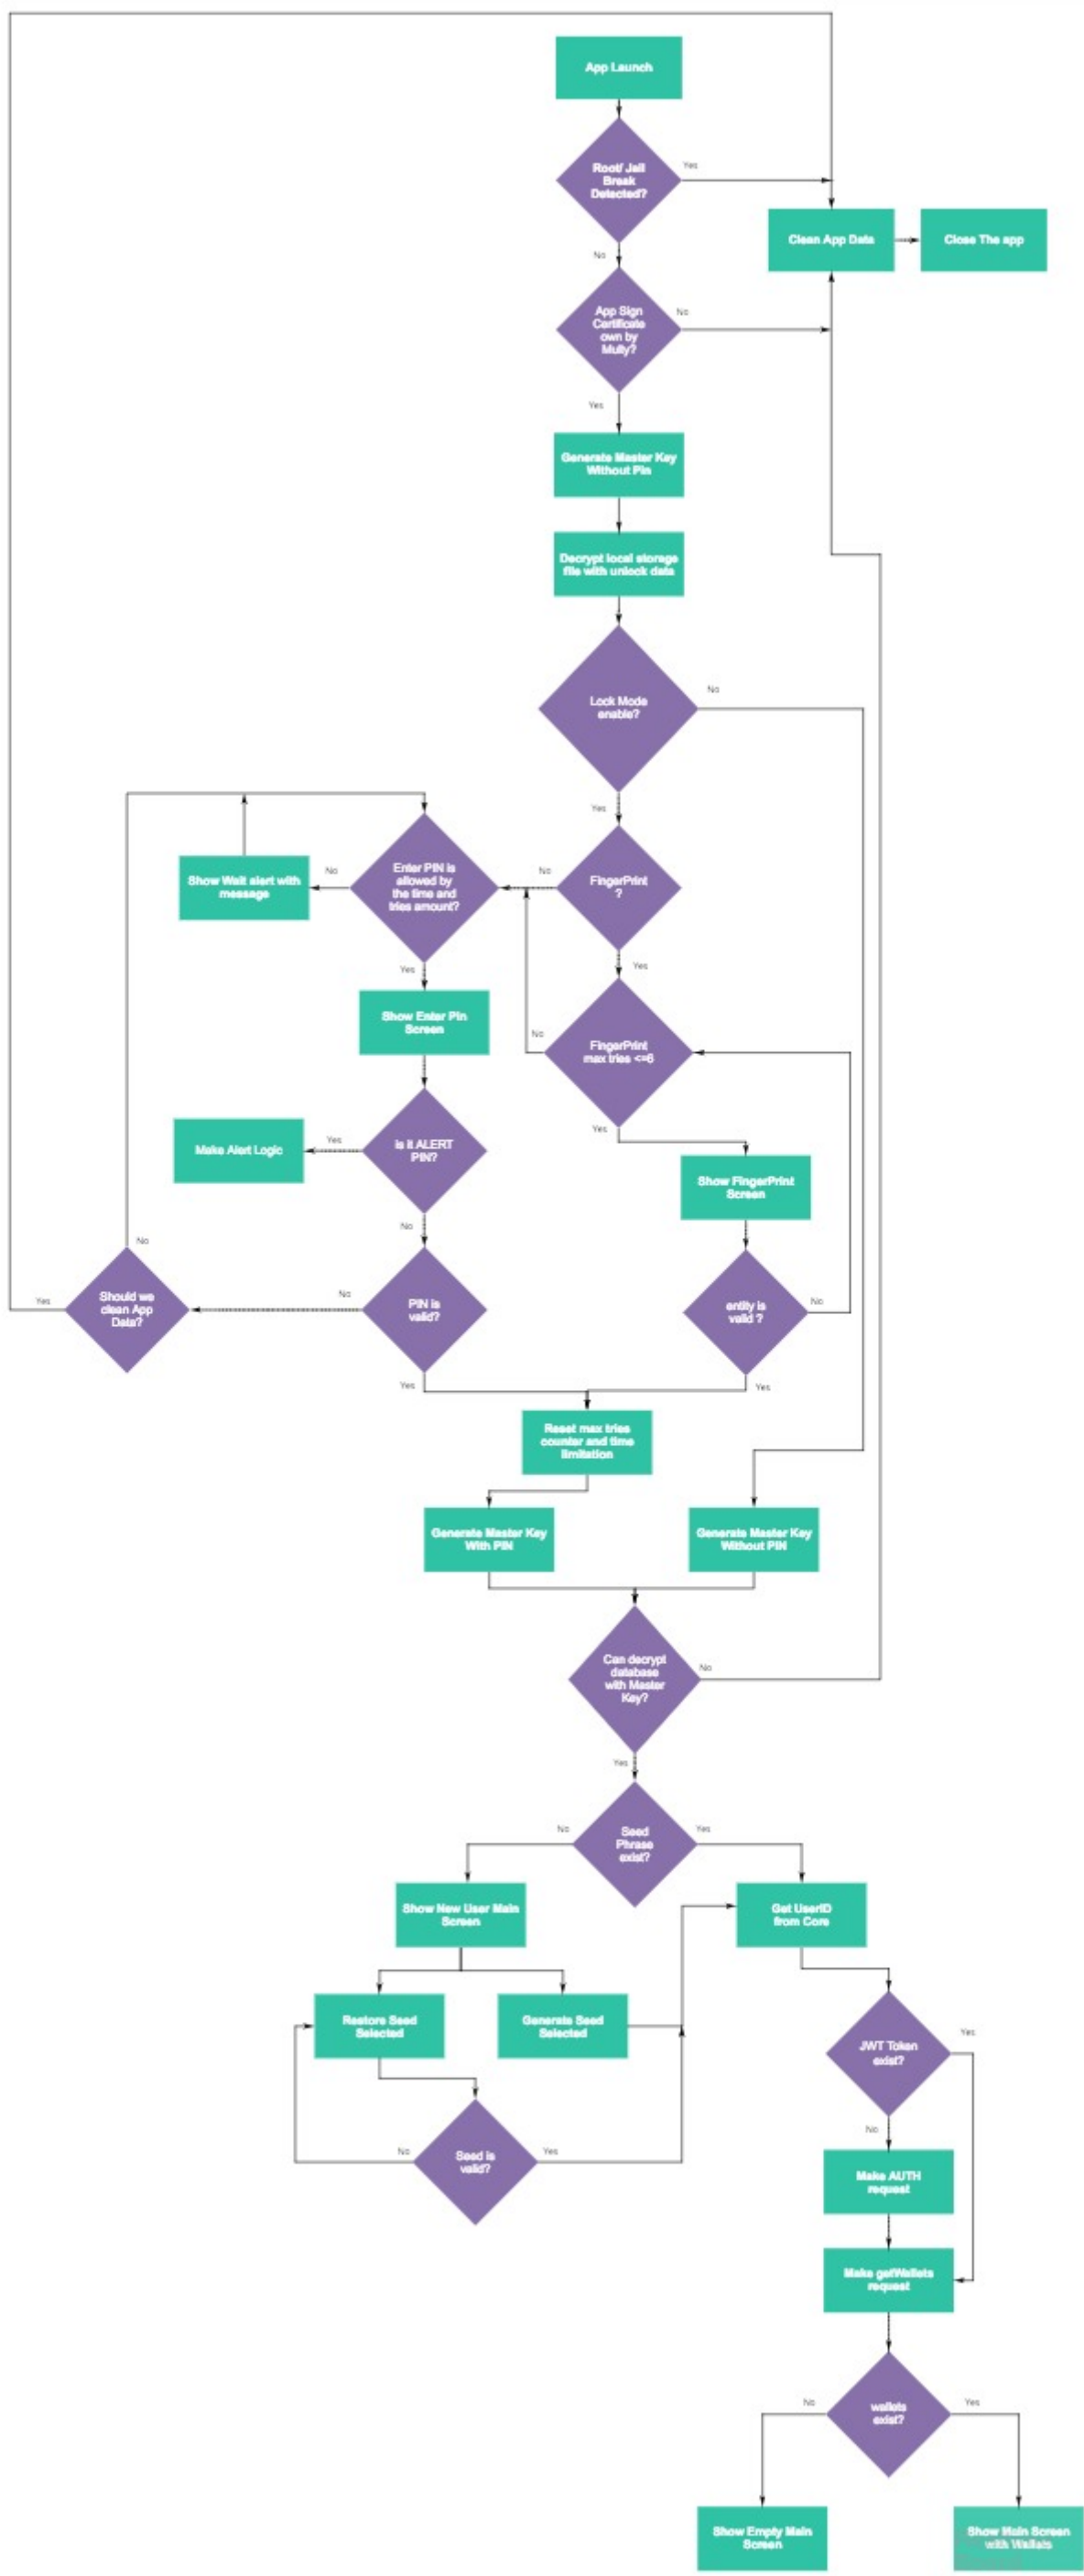 App Launch
Root/ Jail
Break
Detected?
Yes
Clean App Data
Close The app
No
App Sign
Certificate
own by
Multy?
No
Yes
Generate Master Key
Without Pin
Decrypt local storage
file with unlock data
Lock Mode
enable?
No
Yes
FingerPrint
?
No
Enter PIN is
allowed by
the time and
tries amount?
No
Show Wait alert with
message
Yes
Yes
Show Enter Pin
Screen
FingerPrint
max tries <=6
No
Yes
is it ALERT
PIN?
Yes
Make Alert Logic
Show FingerPrint
Screen
No
No
Should we
clean App
Data?
Yes
No
PIN is
valid?
entity is
valid ?
No
Yes
Yes
Reset max tries
counter and time
limitation
Generate Master Key
With PIN
Generate Master Key
Without PIN
Can decrypt
database
with Master
Key?
No
Yes
Seed
Phrase
exist?
No
Yes
Show New User Main
Screen
Get UserID
from Core
Restore Seed
Selected
Generate Seed
Selected
JWT Token
exist?
Yes
No
Seed is
valid?
No
Yes
Make AUTH
request
Make getWallets
request
wallets
exist?
No
Yes
Show Empty Main
Screen
Show Main Screen
with Wallets